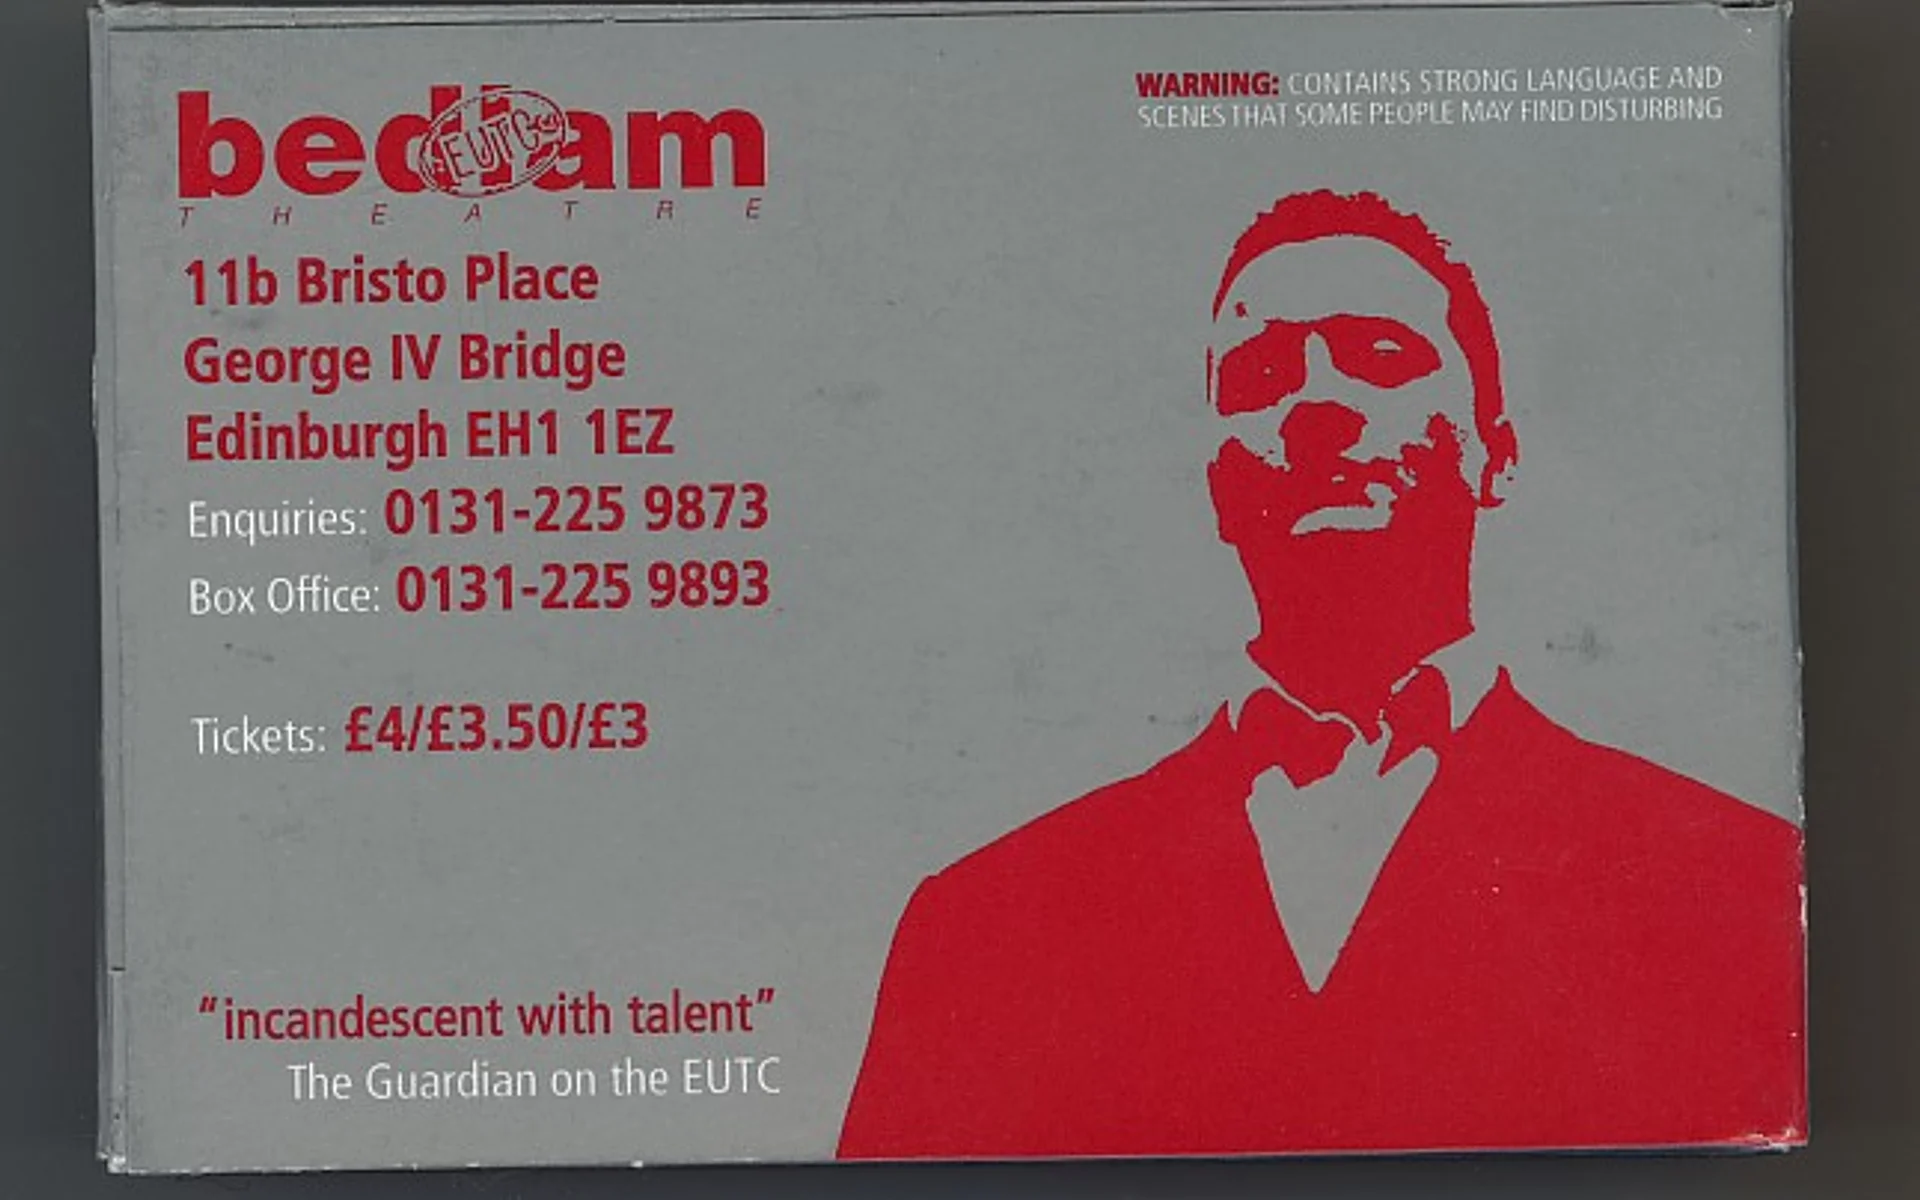 bedlam
EUTC
THEATRE
11b Bristo Place
George IV Bridge
Edinburgh EH1 1EZ
Enquiries: 0131-225 9873
Box Office: 0131-225 9893
Tickets: £4/£3.50/£3
"incandescent with talent"
The Guardian on the EUTC
WARNING: CONTAINS STRONG LANGUAGE AND
SCENES THAT SOME PEOPLE MAY FIND DISTURBING